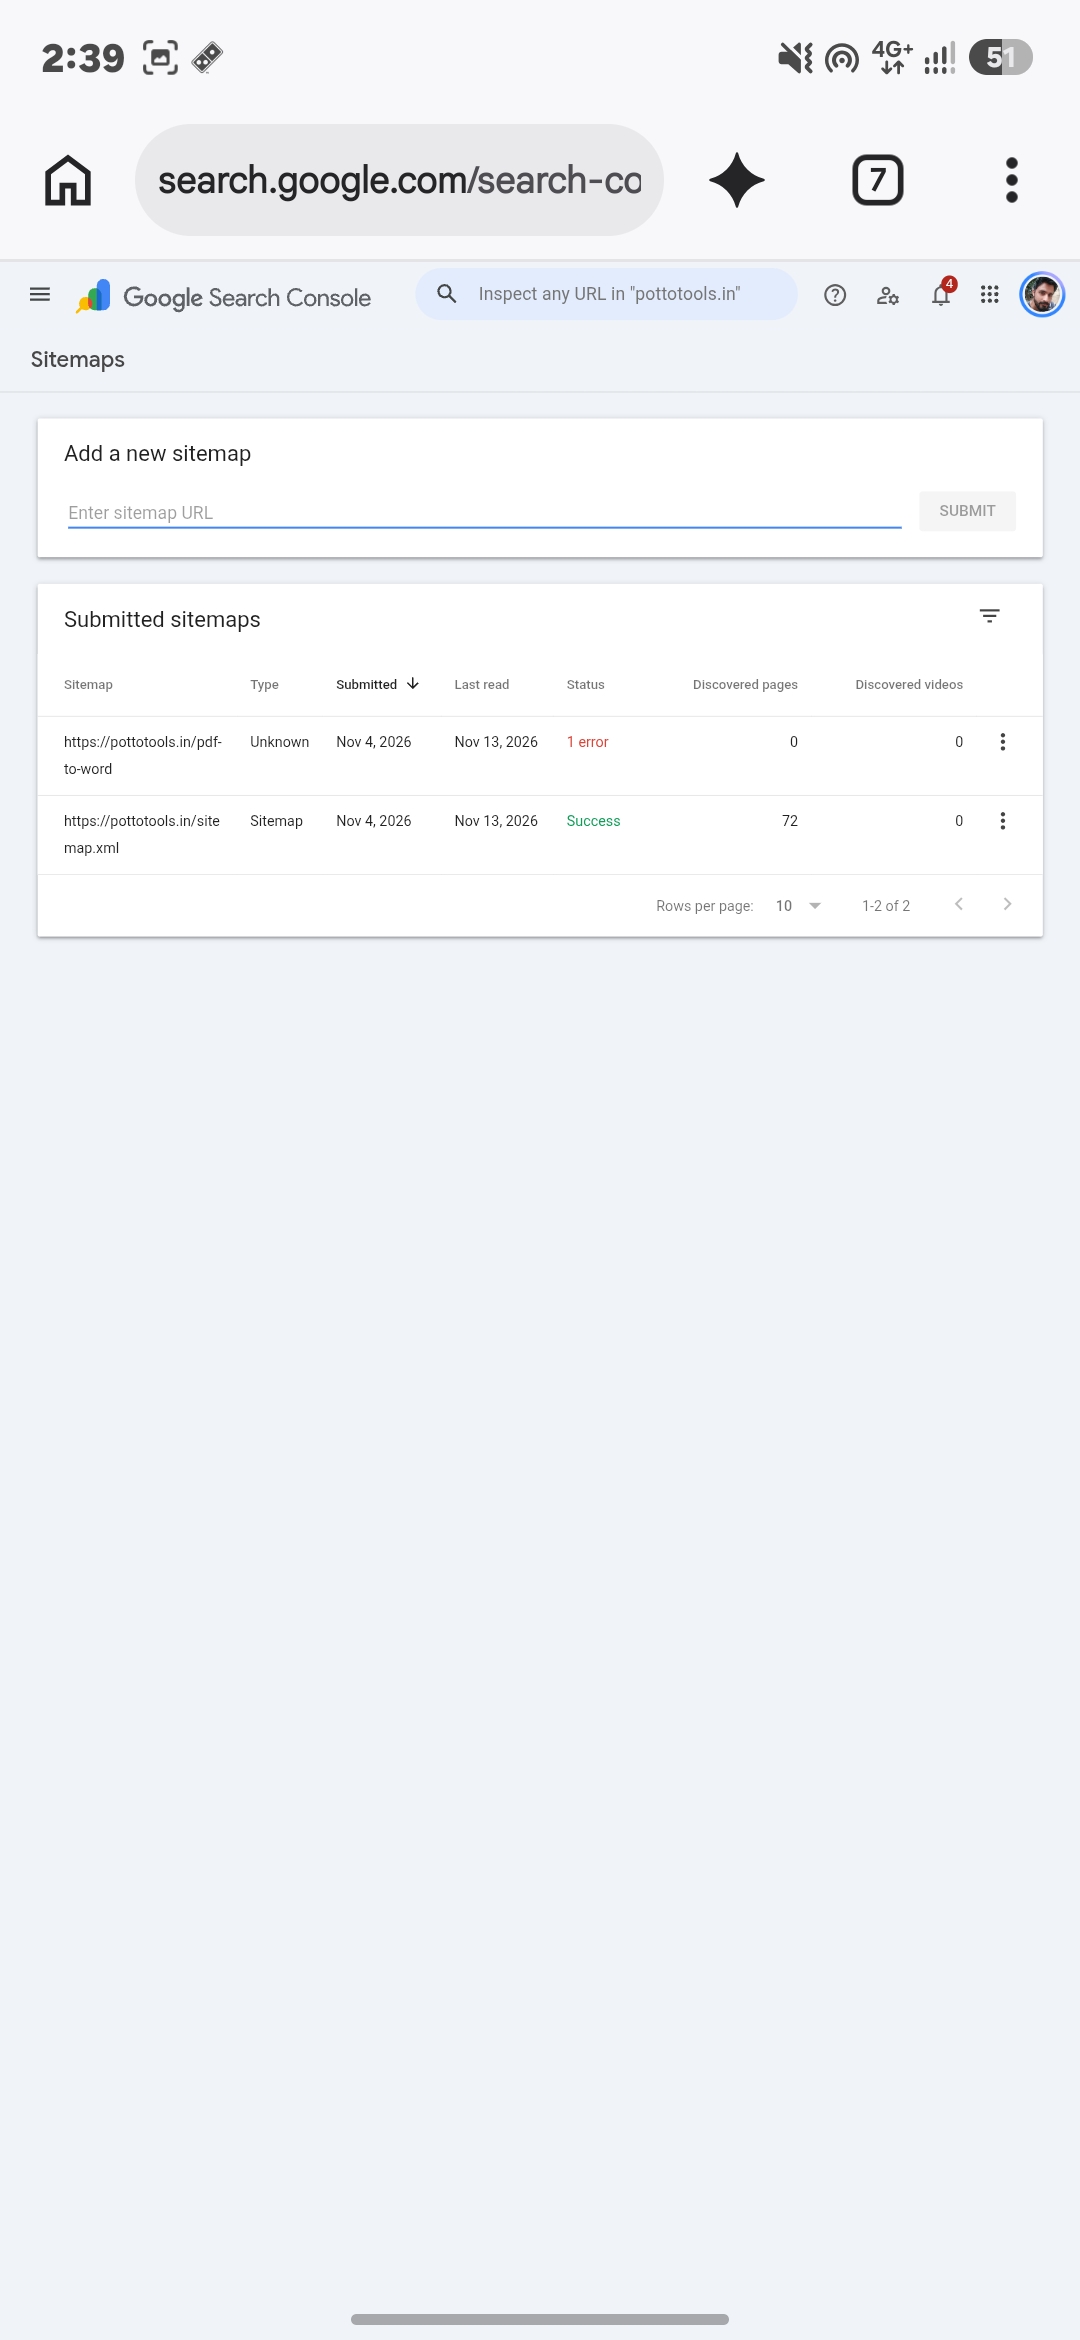 2:39
4G+
51
search.google.com/search-co
7
Google Search Console
Inspect any URL in "pottotools.in"
4
Sitemaps
Add a new sitemap
Enter sitemap URL
SUBMIT
Submitted sitemaps
Sitemap Type Submitted Last read Status Discovered pages Discovered videos
https://pottotools.in/pdf- Unknown Nov 4, 2026 Nov 13, 2026 1 error 0 0
to-word
https://pottotools.in/site Sitemap Nov 4, 2026 Nov 13, 2026 Success 72 0
map.xml
Rows per page: 10 1-2 of 2